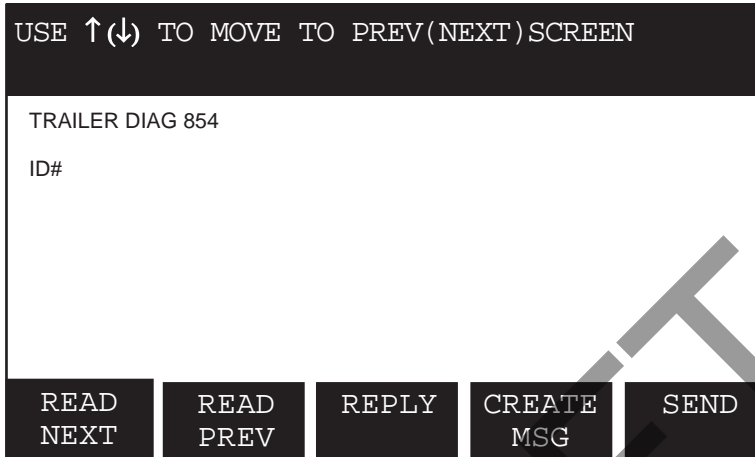 USE ↑(↓) TO MOVE TO PREV(NEXT)SCREEN
TRAILER DIAG 854
ID#
READ NEXT
READ PREV
REPLY
CREATE MSG
SEND